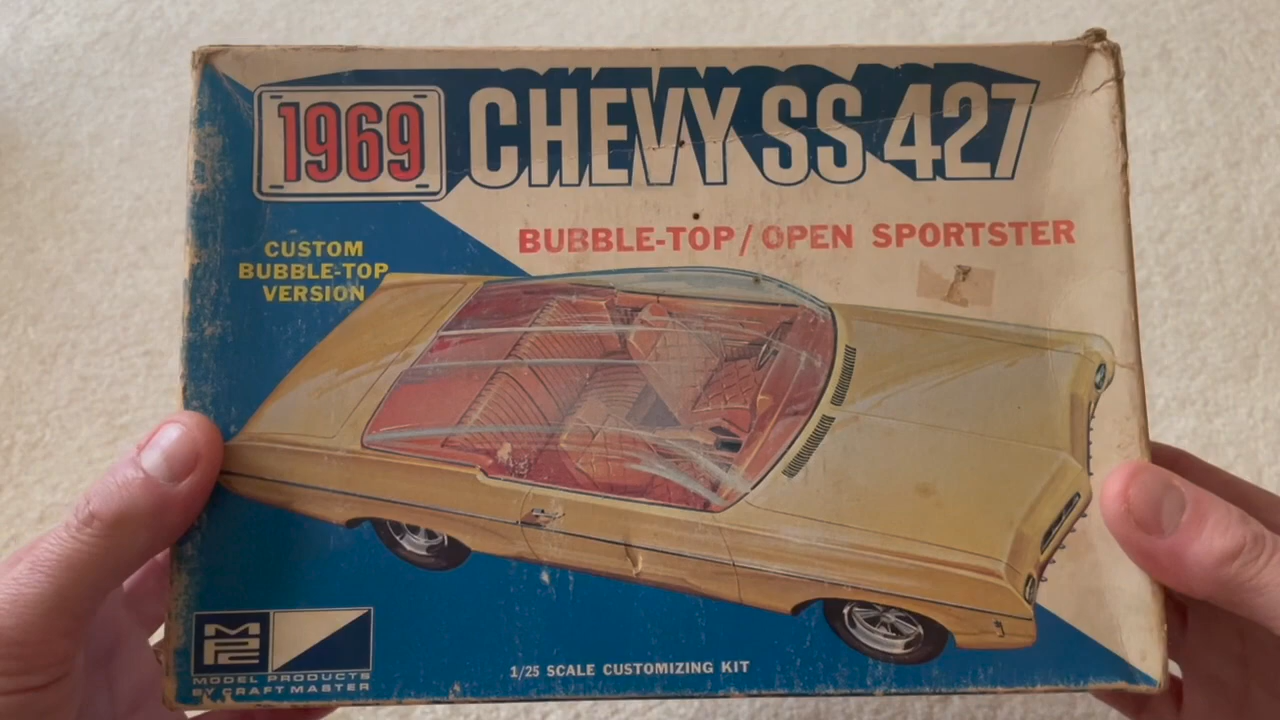 1969 CHEVY SS 427
BUBBLE-TOP/OPEN SPORTSTER
CUSTOM
BUBBLE-TOP
VERSION
MPC
MODEL PRODUCTS
BY CRAFT MASTER
1/25 SCALE CUSTOMIZING KIT